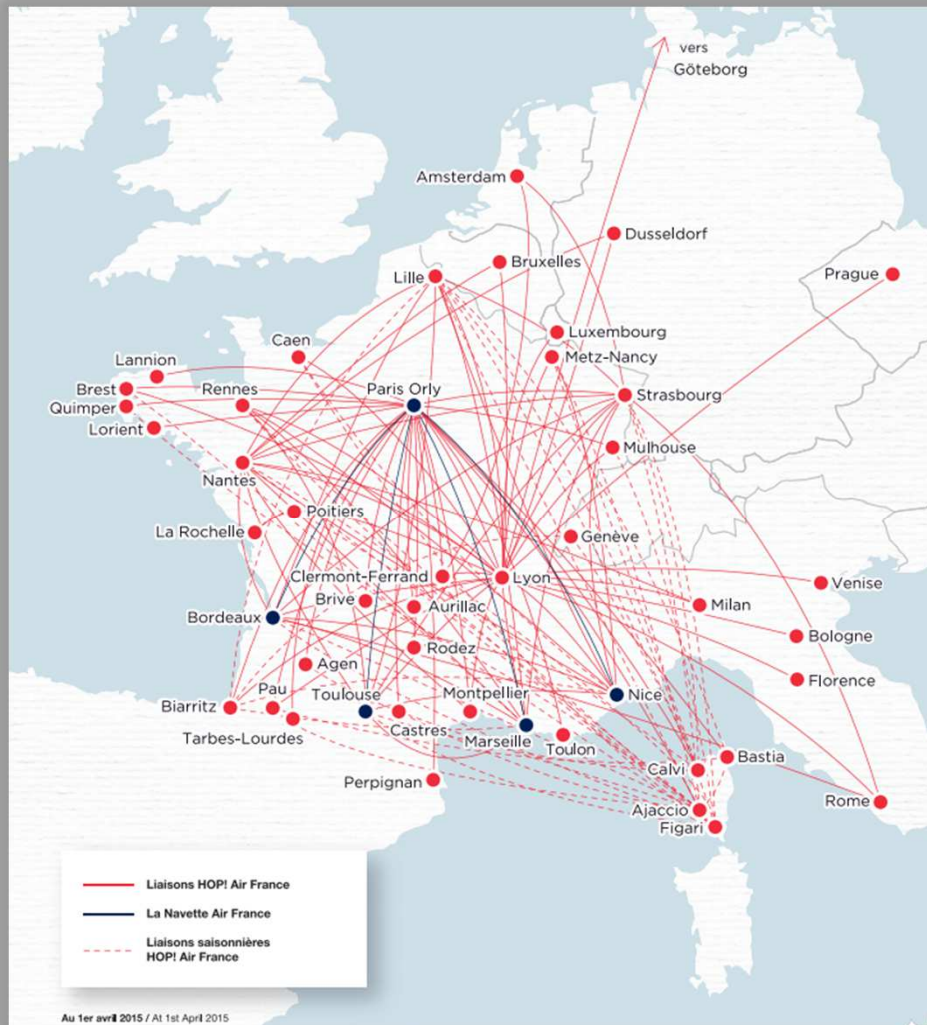 vers
Göteborg
Amsterdam
Dusseldorf
Bruxelles
Prague
Lille
Luxembourg
Caen
Metz-Nancy
Lannion
Brest
Rennes
Paris Orly
Strasbourg
Quimper
Lorient
Mulhouse
Nantes
Poitiers
La Rochelle
Genève
Clermont-Ferrand
Lyon
Venise
Brive
Aurillac
Milan
Bordeaux
Bologne
Rodez
Agen
Florence
Pau
Toulouse
Montpellier
Nice
Biarritz
Castres
Tarbes-Lourdes
Marseille
Toulon
Bastia
Calvi
Perpignan
Rome
Ajaccio
Figari
Liaisons HOP! Air France
La Navette Air France
Liaisons saisonnières
HOP! Air France
Au 1er avril 2015 / At 1st April 2015